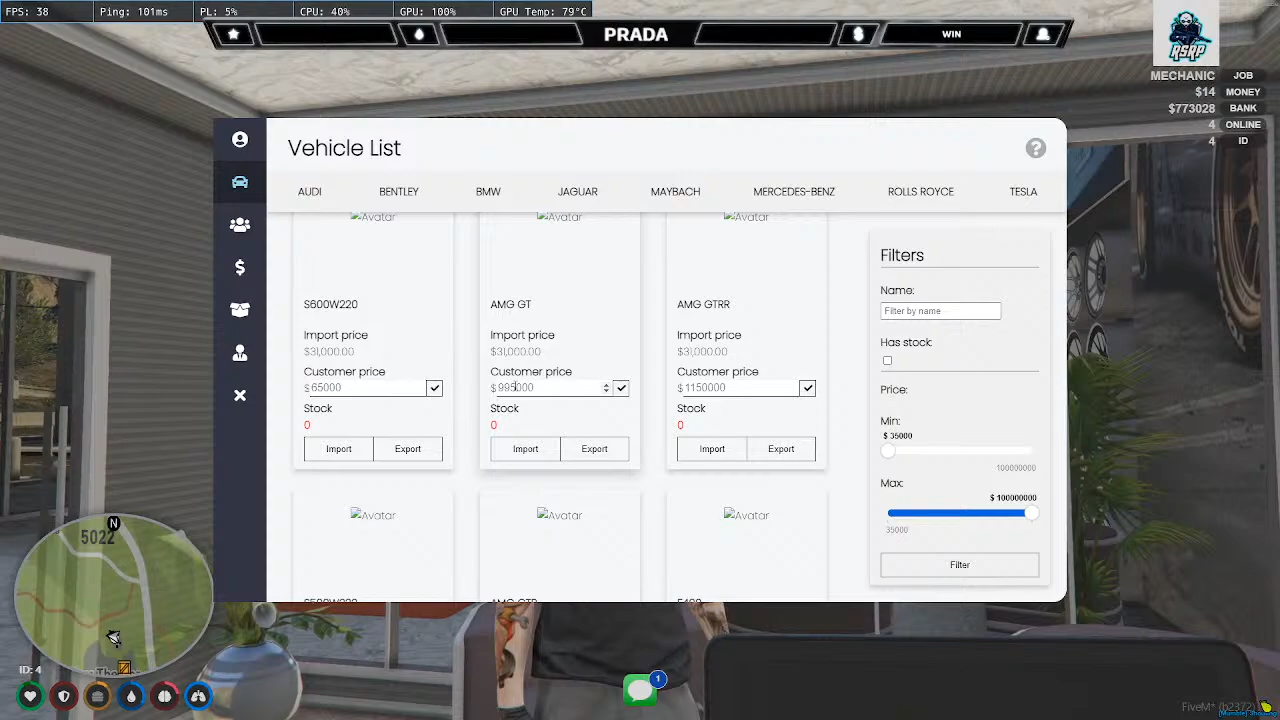 FPS: 38 Ping: 101ms PL: 5% CPU: 40% GPU: 100% GPU Temp: 79°C
PRADA
WIN
RSRP
MECHANIC JOB
$14 MONEY
$773028 BANK
4 ONLINE
4 ID
Vehicle List
?
AUDI BENTLEY BMW JAGUAR MAYBACH MERCEDES-BENZ ROLLS ROYCE TESLA
Avatar Avatar Avatar
S600W220 AMG GT AMG GTRR
Import price Import price Import price
$31,000.00 $31,000.00 $31,000.00
Customer price Customer price Customer price
$65000 $995000 $1150000
Stock Stock Stock
0 0 0
Import Export Import Export Import Export
Avatar Avatar Avatar
Filters
Name:
Filter by name
Has stock:
Price:
Min:
$ 35000
100000000
Max:
$ 100000000
35000
Filter
N
5022
ID: 4
1
FiveM* (b2372)